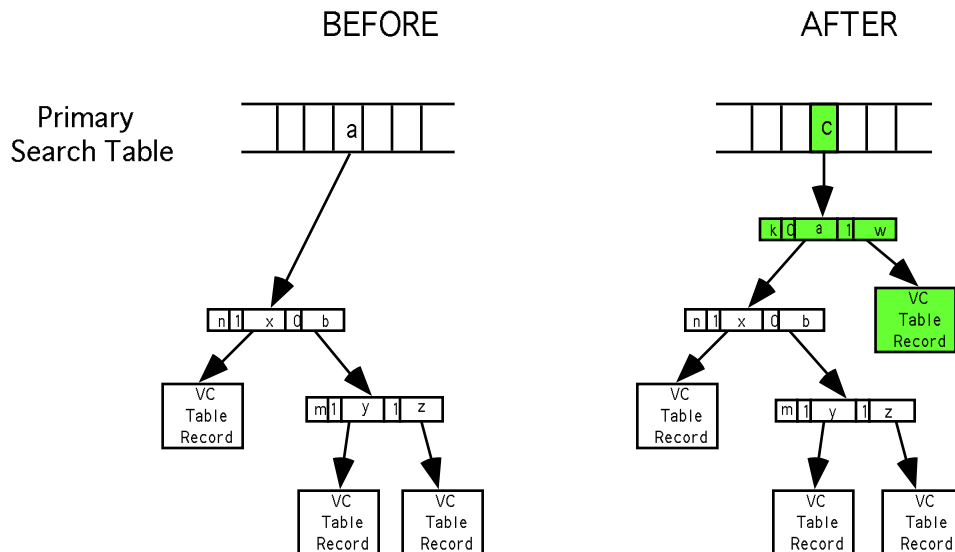 BEFORE
AFTER
Primary
Search Table
a
c
k 0 a 1 w
n 1 x 0 b
n 1 x 0 b
VC
Table
Record
VC
Table
Record
VC
Table
Record
m 1 y 1 z
m 1 y 1 z
VC
Table
Record
VC
Table
Record
VC
Table
Record
VC
Table
Record